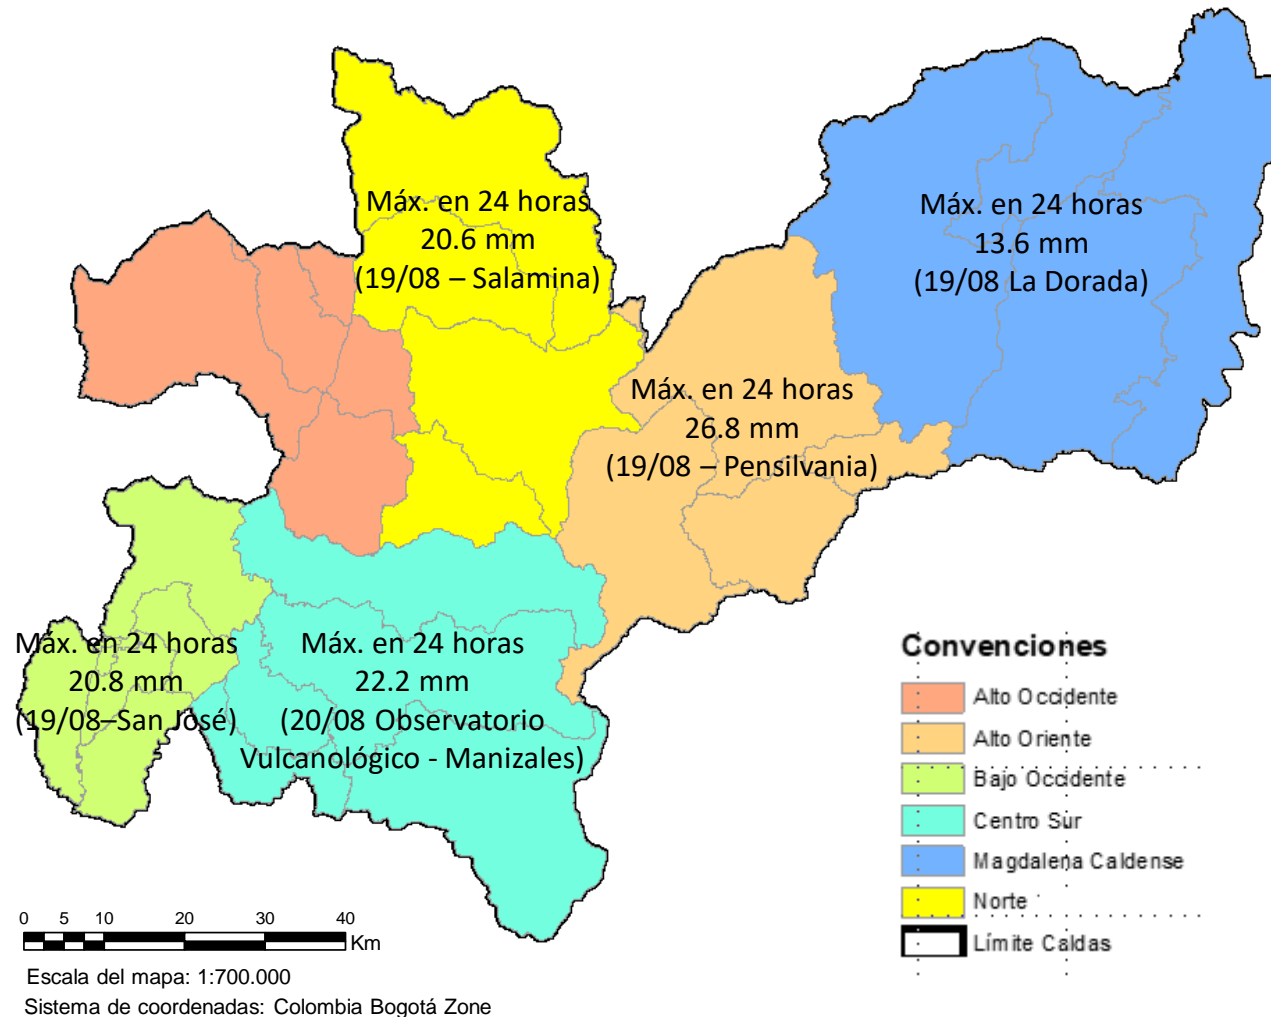 Máx. en 24 horas
20.6 mm
(19/08 – Salamina)
Máx. en 24 horas
13.6 mm
(19/08 La Dorada)
Máx. en 24 horas
26.8 mm
(19/08 – Pensilvania)
Máx. en 24 horas
20.8 mm
(19/08–San José)
Máx. en 24 horas
22.2 mm
(20/08 Observatorio
Vulcanológico - Manizales)
Convenciones
Alto Occidente
Alto Oriente
Bajo Occidente
Centro Sur
Magdalena Caldense
Norte
Límite Caldas
0 5 10 20 30 40
Km
Escala del mapa: 1:700.000
Sistema de coordenadas: Colombia Bogotá Zone